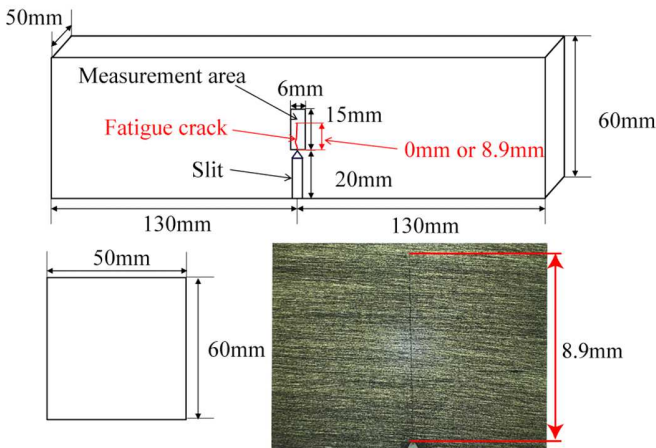 50mm
Measurement area
6mm
15mm
Fatigue crack
0mm or 8.9mm
60mm
Slit
20mm
130mm
130mm
50mm
60mm
8.9mm